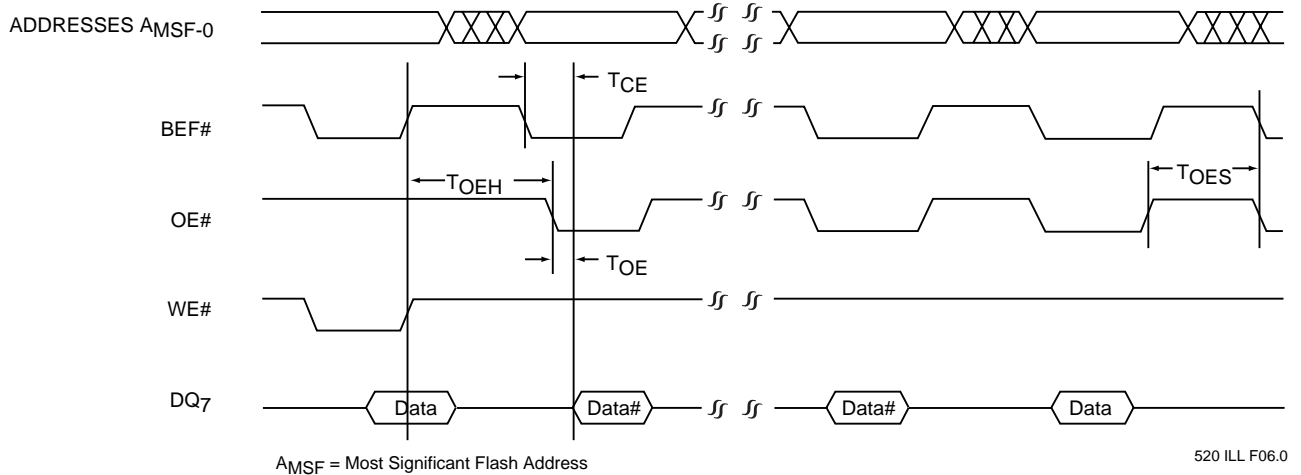 ADDRESSES AMSF-0
TCE
BEF#
TOEH
TOES
OE#
TOE
WE#
DQ7
Data
Data#
Data#
Data
AMSF = Most Significant Flash Address
520 ILL F06.0